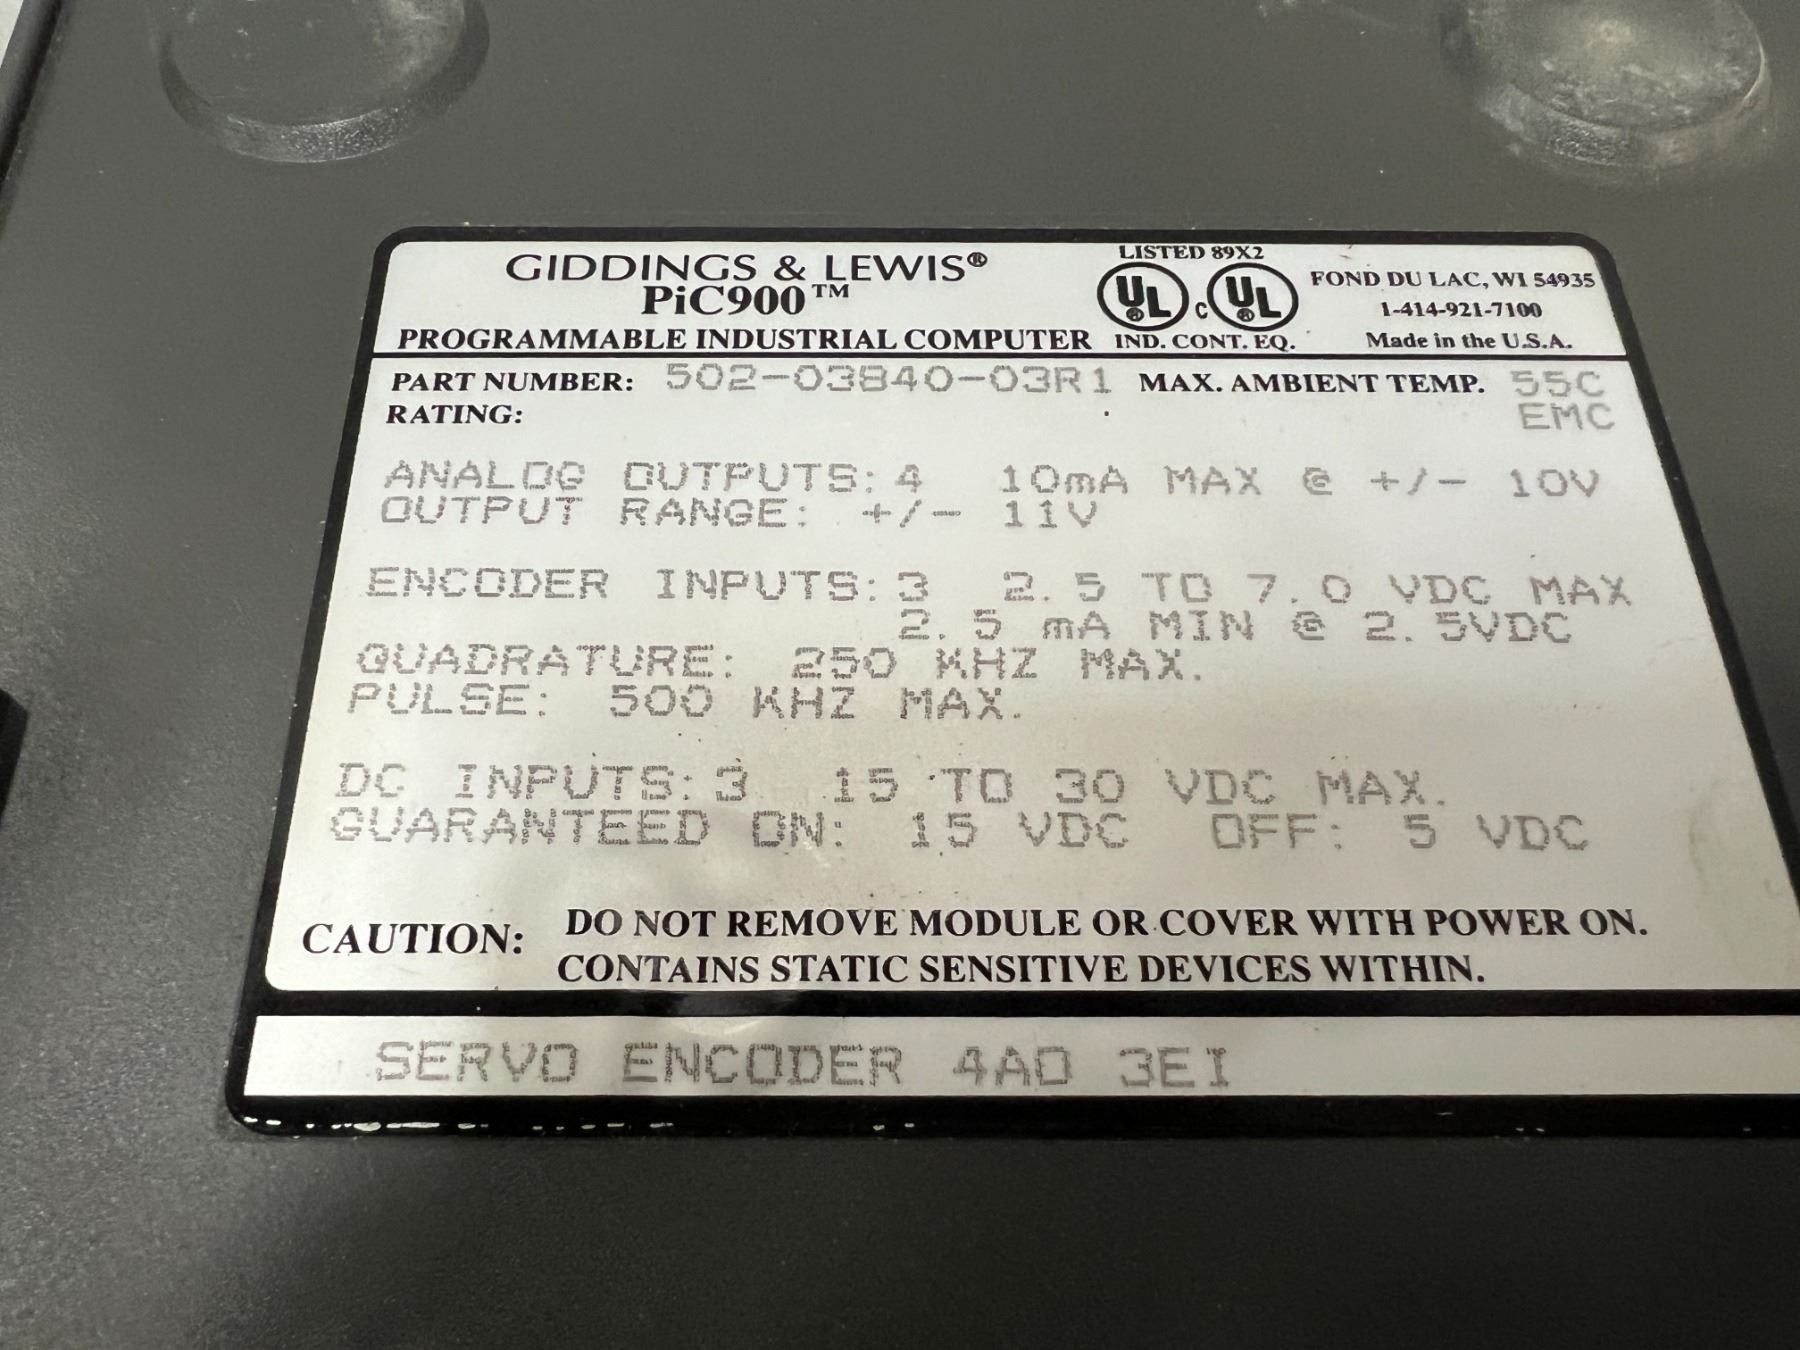 GIDDINGS & LEWIS®
PiC900™
PROGRAMMABLE INDUSTRIAL COMPUTER
LISTED 89X2
UL c UL
IND. CONT. EQ.
FOND DU LAC, WI 54935
1-414-921-7100
Made in the U.S.A.
PART NUMBER: 502-03840-03R1 MAX. AMBIENT TEMP. 55C
RATING: EMC
ANALOG OUTPUTS: 4 10mA MAX @ +/- 10V
OUTPUT RANGE: +/- 11V
ENCODER INPUTS: 3 2.5 TO 7.0 VDC MAX
2.5 mA MIN @ 2.5VDC
QUADRATURE: 250 KHZ MAX.
PULSE: 500 KHZ MAX.
DC INPUTS: 3 15 TO 30 VDC MAX.
GUARANTEED ON: 15 VDC OFF: 5 VDC
CAUTION: DO NOT REMOVE MODULE OR COVER WITH POWER ON.
CONTAINS STATIC SENSITIVE DEVICES WITHIN.
SERVO ENCODER 4AO 3EI